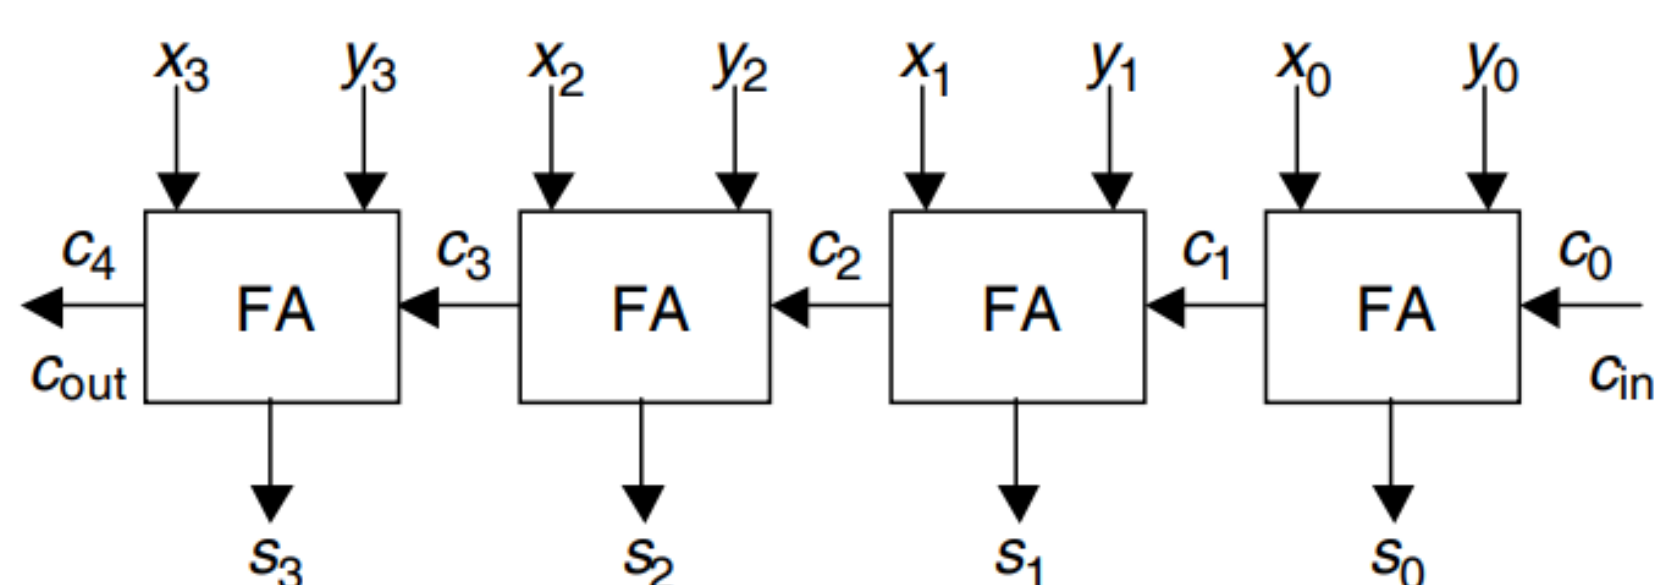 x3 y3 x2 y2 x1 y1 x0 y0
c4 c3 c2 c1 c0
FA FA FA FA
cout cin
s3 s2 s1 s0